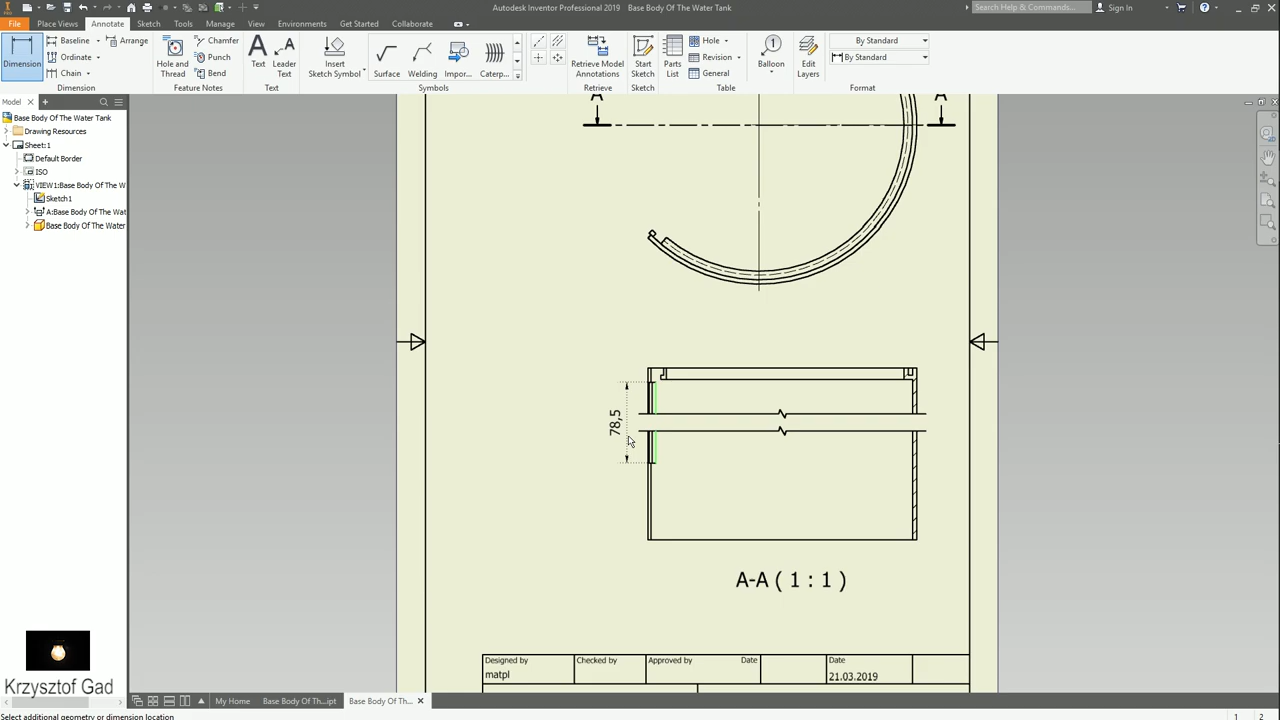 Autodesk Inventor Professional 2019 Base Body Of The Water Tank
Search Help & Commands...
Sign In
File Place Views Annotate Sketch Tools Manage View Environments Get Started Collaborate
Dimension
Baseline
Ordinate
Chain
Arrange
Dimension
Hole and Thread
Chamfer
Punch
Bend
Feature Notes
Text
Leader Text
Text
Insert Sketch Symbol
Surface
Welding
Impor...
Caterp...
Symbols
Retrieve Model Annotations
Retrieve
Start Sketch
Sketch
Parts List
Hole
Revision
General
Table
Balloon
Edit Layers
By Standard
By Standard
Format
Model
Base Body Of The Water Tank
Drawing Resources
Sheet:1
Default Border
ISO
VIEW1:Base Body Of The W
Sketch1
A:Base Body Of The Wat
Base Body Of The Water
A A
78,5
A-A ( 1 : 1 )
Designed by
matpl
Checked by
Approved by
Date
Date
21.03.2019
Krzysztof Gad
My Home
Base Body Of Th...ipt
Base Body Of Th...
Select additional geometry or dimension location
1 2